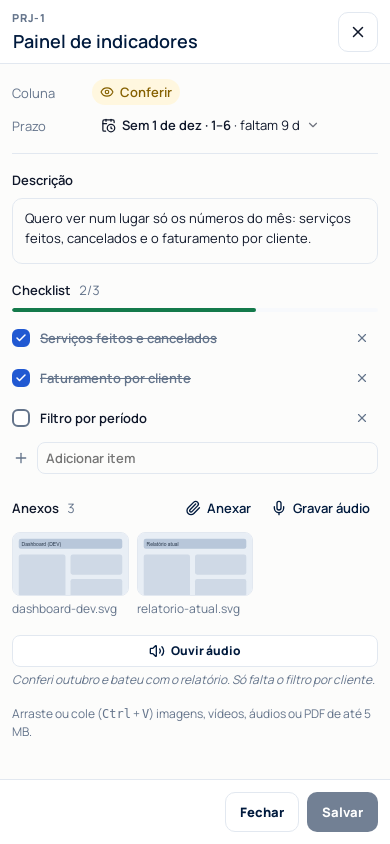 PRJ-1
Painel de indicadores
Coluna
Conferir
Prazo
Sem 1 de dez · 1–6 · faltam 9 d
Descrição
Quero ver num lugar só os números do mês: serviços
feitos, cancelados e o faturamento por cliente.
Checklist 2/3
Serviços feitos e cancelados
Faturamento por cliente
Filtro por período
Adicionar item
Anexos 3
Anexar
Gravar áudio
Dashboard (DEV)
Relatório atual
dashboard-dev.svg
relatorio-atual.svg
Ouvir áudio
Conferi outubro e bateu com o relatório. Só falta o filtro por cliente.
Arraste ou cole (Ctrl + V) imagens, vídeos, áudios ou PDF de até 5
MB.
Fechar
Salvar